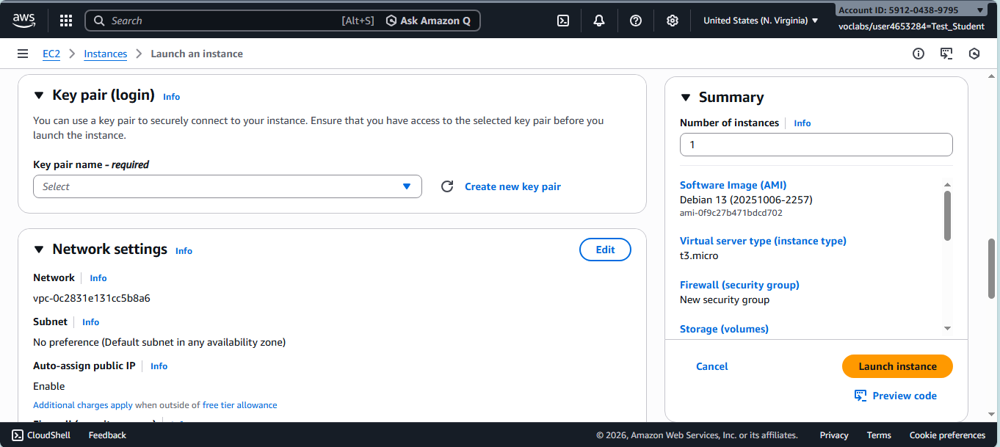 aws
Search [Alt+S] Ask Amazon Q
United States (N. Virginia) ▼
Account ID: 5912-0438-9795 ▼
voclabs/user4653284=Test_Student
EC2 > Instances > Launch an instance
▼ Key pair (login) Info
You can use a key pair to securely connect to your instance. Ensure that you have access to the selected key pair before you
launch the instance.
Key pair name - required
Select
Create new key pair
▼ Network settings Info
Edit
Network Info
vpc-0c2831e131cc5b8a6
Subnet Info
No preference (Default subnet in any availability zone)
Auto-assign public IP Info
Enable
Additional charges apply when outside of free tier allowance
▼ Summary
Number of instances Info
1
Software Image (AMI)
Debian 13 (20251006-2257)
ami-0f9c27b471bdcd702
Virtual server type (instance type)
t3.micro
Firewall (security group)
New security group
Storage (volumes)
Cancel
Launch instance
Preview code
CloudShell Feedback
© 2026, Amazon Web Services, Inc. or its affiliates. Privacy Terms Cookie preferences